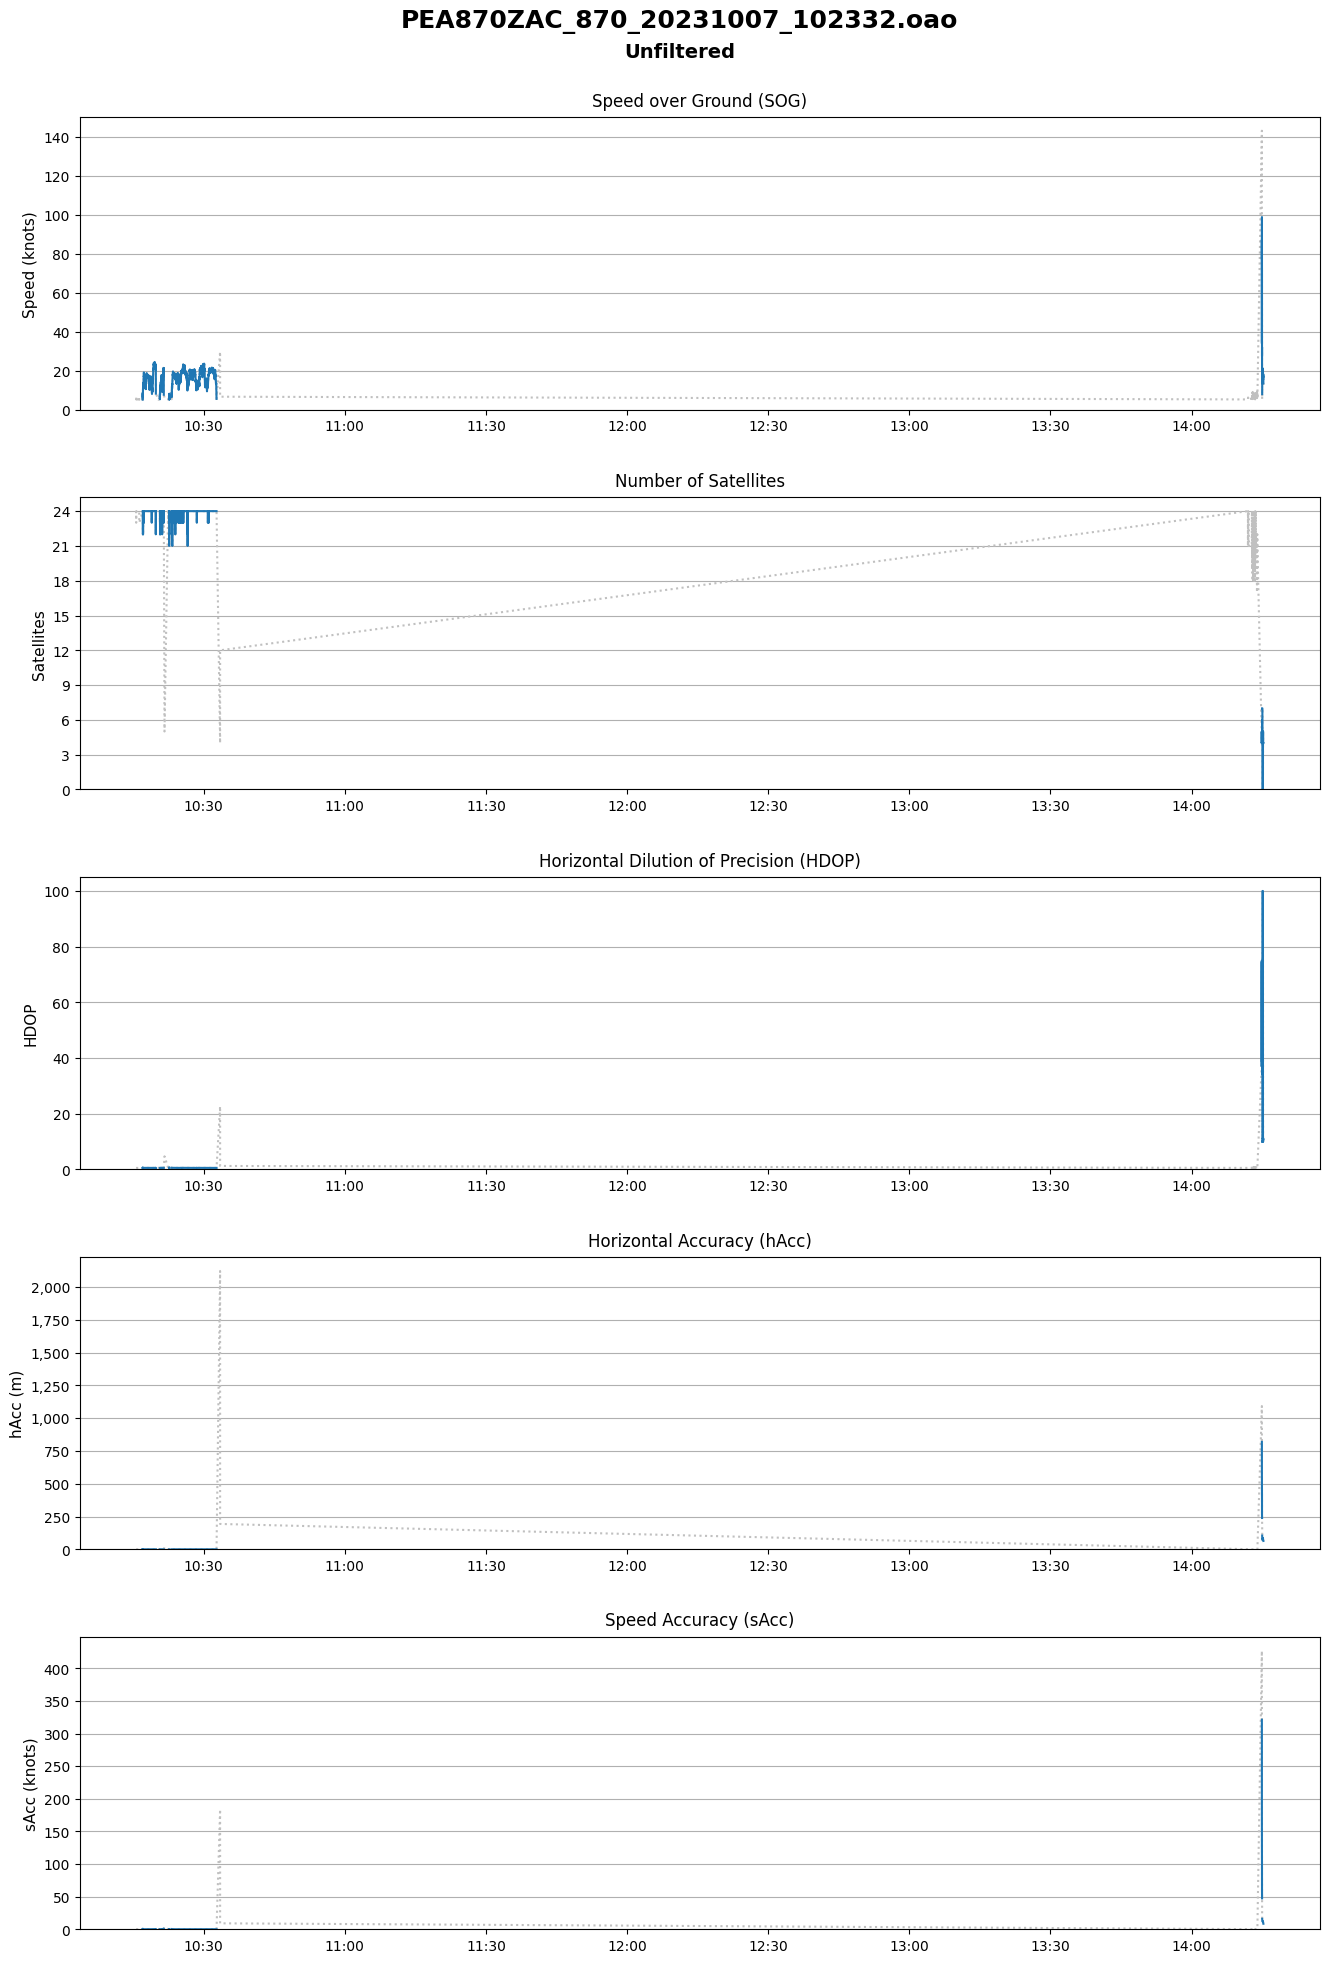 PEA870ZAC_870_20231007_102332.oao
Unfiltered
Speed over Ground (SOG)
Speed (knots)
140
120
100
80
60
40
20
0
10:30 11:00 11:30 12:00 12:30 13:00 13:30 14:00
Number of Satellites
Satellites
24
21
18
15
12
9
6
3
0
10:30 11:00 11:30 12:00 12:30 13:00 13:30 14:00
Horizontal Dilution of Precision (HDOP)
HDOP
100
80
60
40
20
0
10:30 11:00 11:30 12:00 12:30 13:00 13:30 14:00
Horizontal Accuracy (hAcc)
hAcc (m)
2,000
1,750
1,500
1,250
1,000
750
500
250
0
10:30 11:00 11:30 12:00 12:30 13:00 13:30 14:00
Speed Accuracy (sAcc)
sAcc (knots)
400
350
300
250
200
150
100
50
0
10:30 11:00 11:30 12:00 12:30 13:00 13:30 14:00